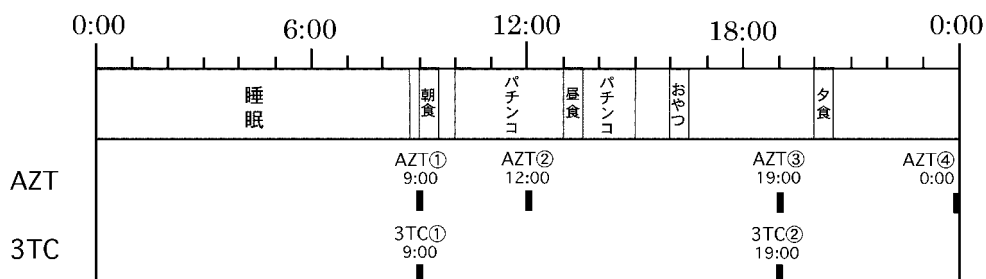 0:00 6:00 12:00 18:00 0:00
睡眠 朝食 パチンコ 昼食 パチンコ おやつ 夕食
AZT AZT① AZT② AZT③ AZT④
9:00 12:00 19:00 0:00
3TC 3TC① 3TC②
9:00 19:00